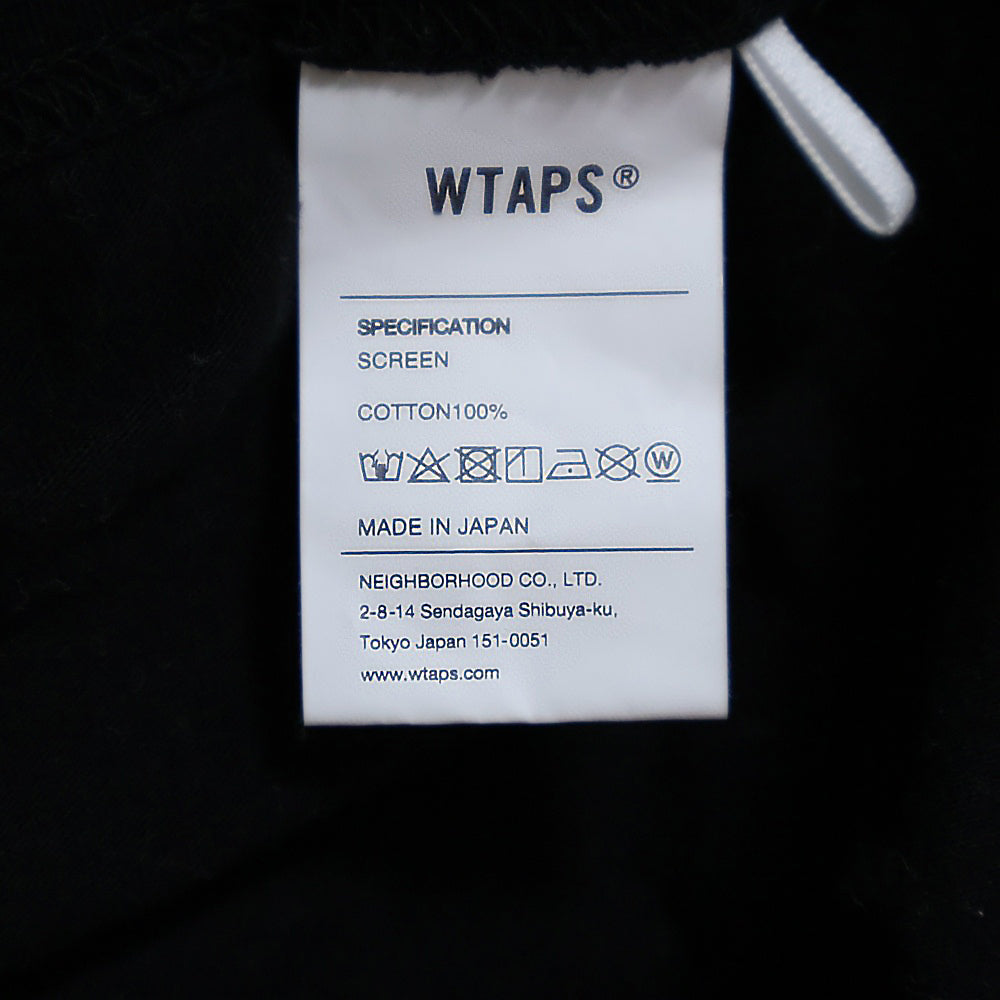 WTAPS®
SPECIFICATION
SCREEN
COTTON100%
W
MADE IN JAPAN
NEIGHBORHOOD CO., LTD.
2-8-14 Sendagaya Shibuya-ku,
Tokyo Japan 151-0051
www.wtaps.com